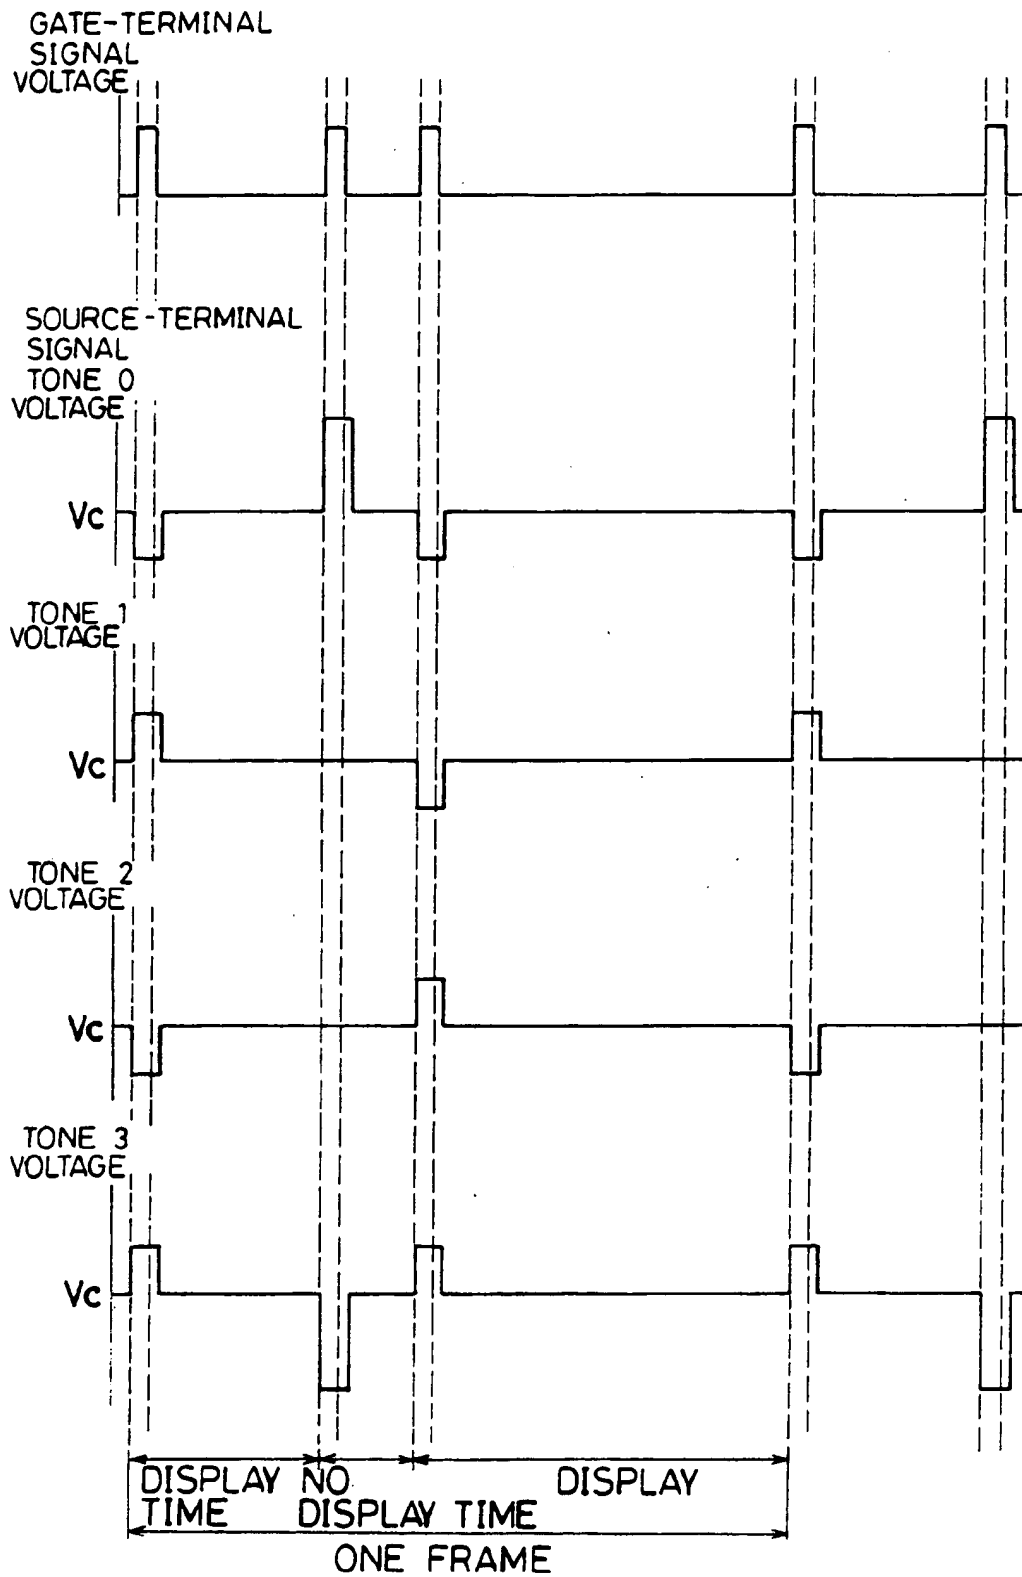 GATE-TERMINAL
SIGNAL
VOLTAGE
SOURCE-TERMINAL
SIGNAL
TONE 0
VOLTAGE
Vc
TONE 1
VOLTAGE
Vc
TONE 2
VOLTAGE
Vc
TONE 3
VOLTAGE
Vc
DISPLAY
TIME
NO
DISPLAY TIME
DISPLAY
ONE FRAME